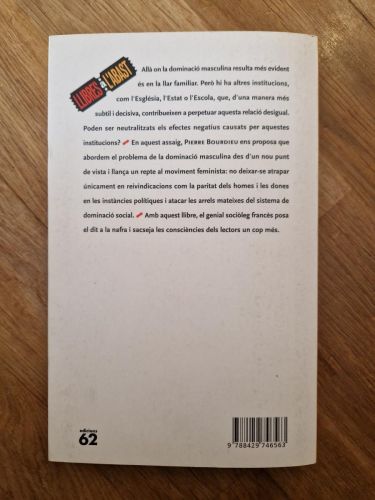 LLIBRES
a
L'ABAST
Allà on la dominació masculina resulta més evident
és en la llar familiar. Però hi ha altres institucions,
com l'Església, l'Estat o l'Escola, que, d'una manera més
subtil i decisiva, contribueixen a perpetuar aquesta relació desigual.
Poden ser neutralitzats els efectes negatius causats per aquestes
institucions? En aquest assaig, PIERRE BOURDIEU ens proposa que
abordem el problema de la dominació masculina des d'un nou punt
de vista i llança un repte al moviment feminista: no deixar-se atrapar
únicament en reivindicacions com la paritat dels homes i les dones
en les instàncies polítiques i atacar les arrels mateixes del sistema de
dominació social. Amb aquest llibre, el genial sociòleg francès posa
el dit a la nafra i sacseja les consciències dels lectors un cop més.
edicions
62
9 788429 746563